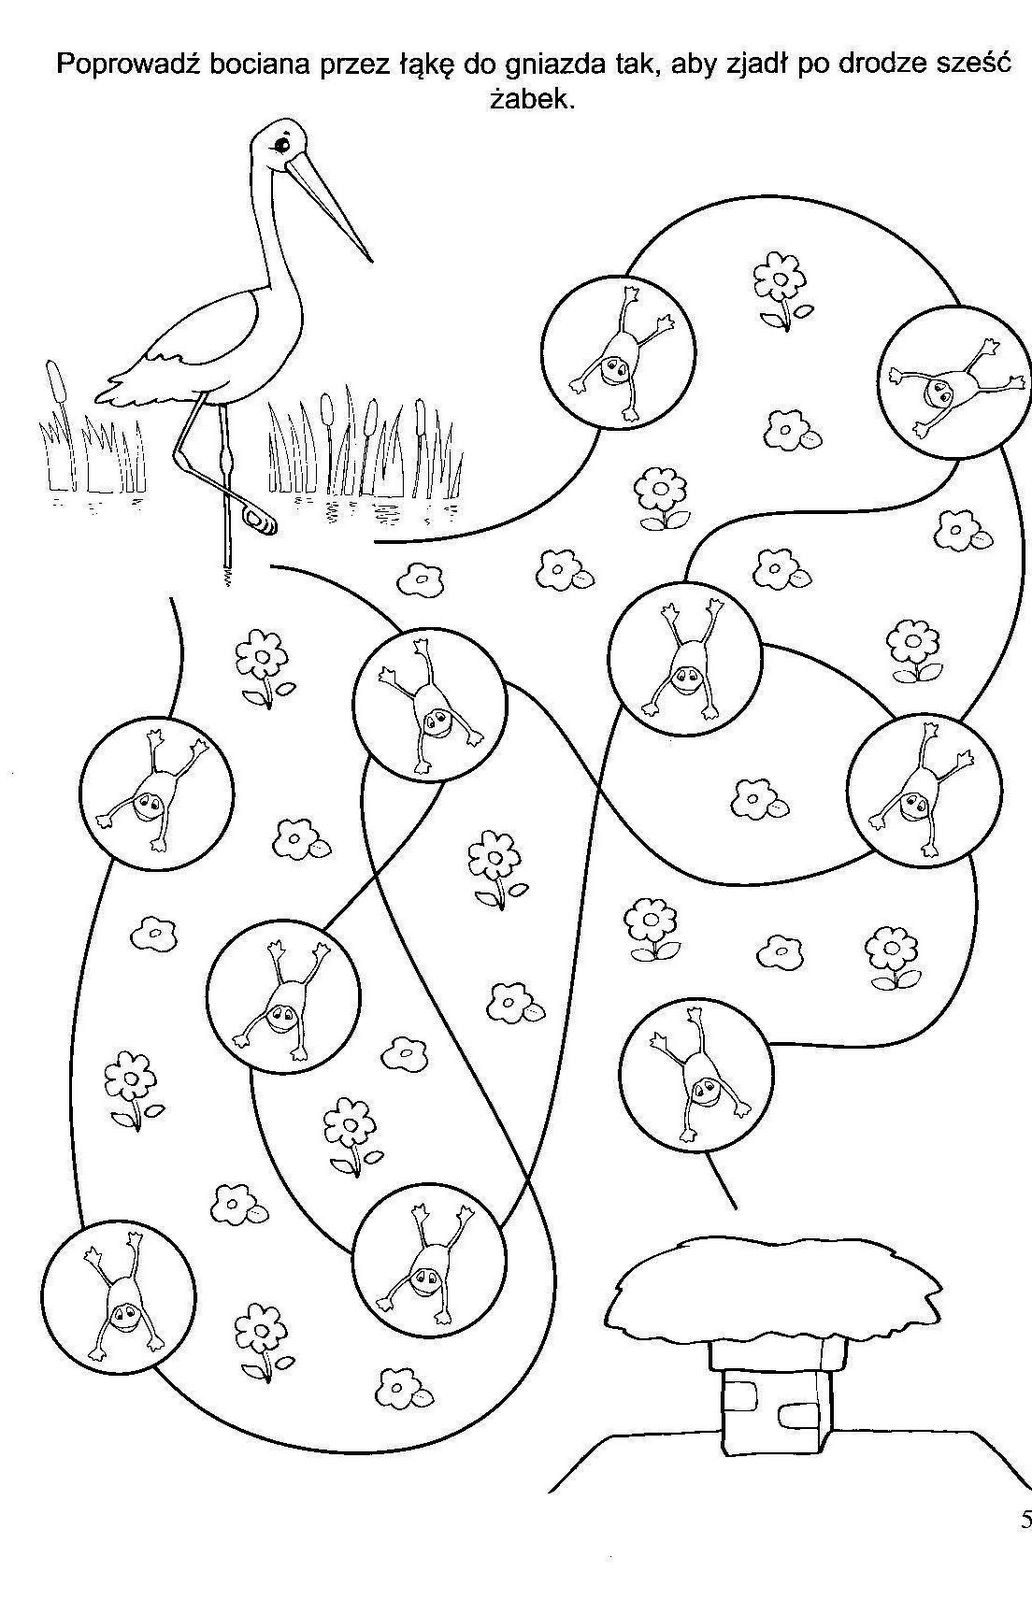 Poprowadź bociana przez łąkę do gniazda tak, aby zjadł po drodze sześć
żabek.
5